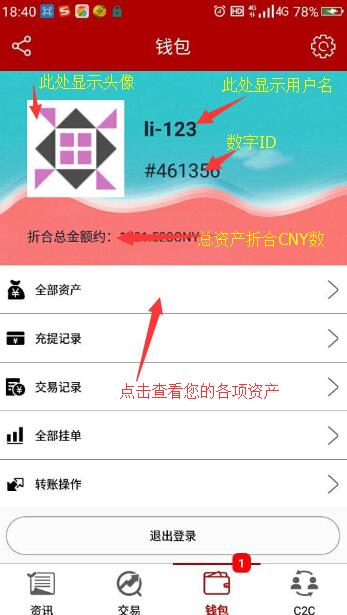 18:40 HD 4G 4G 78%
钱包
此处显示头像
此处显示用户名
li-123
数字ID
#461356
折合总金额约:
总资产折合CNY数
全部资产
充提记录
点击查看您的各项资产
交易记录
全部挂单
转账操作
退出登录
1
资讯 交易 钱包 C2C